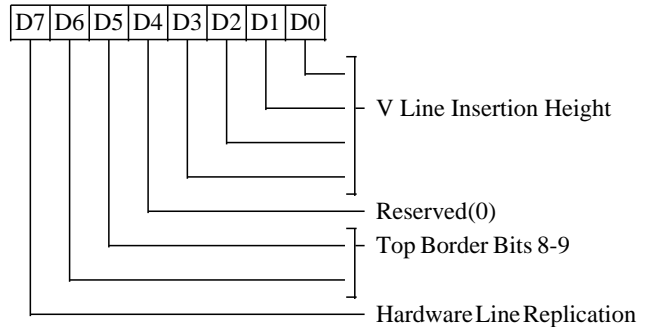 D7 D6 D5 D4 D3 D2 D1 D0
V Line Insertion Height
Reserved(0)
Top Border Bits 8-9
Hardware Line Replication